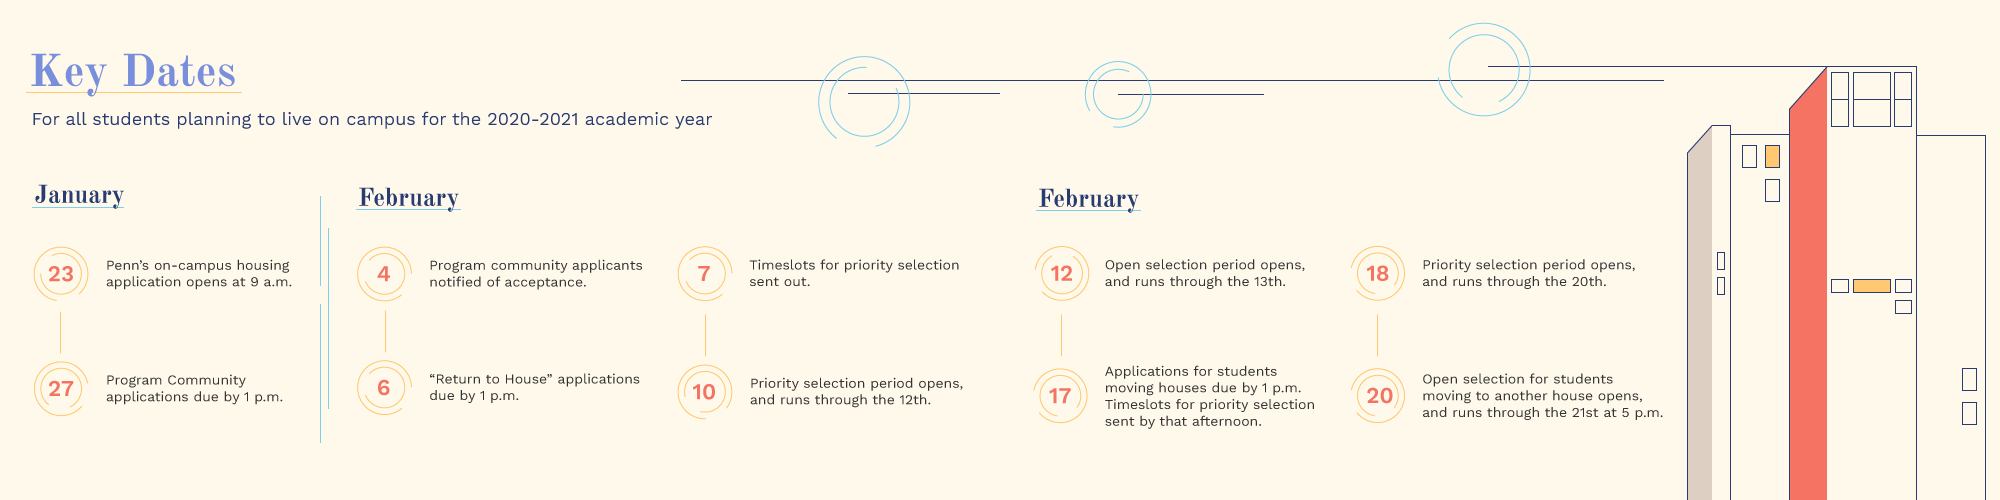 Key Dates
For all students planning to live on campus for the 2020-2021 academic year
January
23
Penn’s on-campus housing
application opens at 9 a.m.
27
Program Community
applications due by 1 p.m.
February
4
Program community applicants
notified of acceptance.
6
“Return to House” applications
due by 1 p.m.
7
Timeslots for priority selection
sent out.
10
Priority selection period opens,
and runs through the 12th.
February
12
Open selection period opens,
and runs through the 13th.
17
Applications for students
moving houses due by 1 p.m.
Timeslots for priority selection
sent by that afternoon.
18
Priority selection period opens,
and runs through the 20th.
20
Open selection for students
moving to another house opens,
and runs through the 21st at 5 p.m.